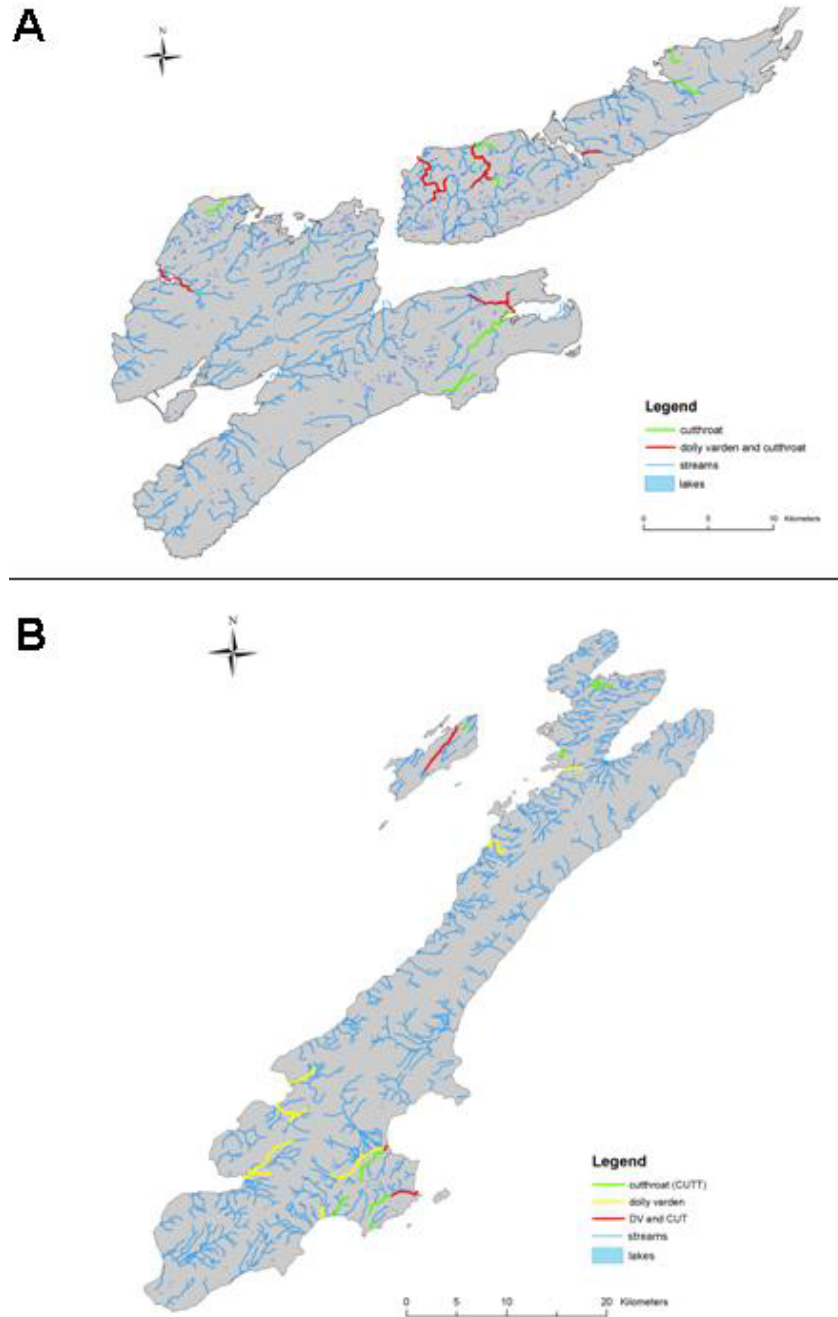 A
N
Legend
cutthroat
dolly varden and cutthroat
streams
lakes
0 5 10 Kilometers
B
N
Legend
cutthroat (CUTT)
dolly varden
DV and CUT
streams
lakes
0 5 10 20 Kilometers